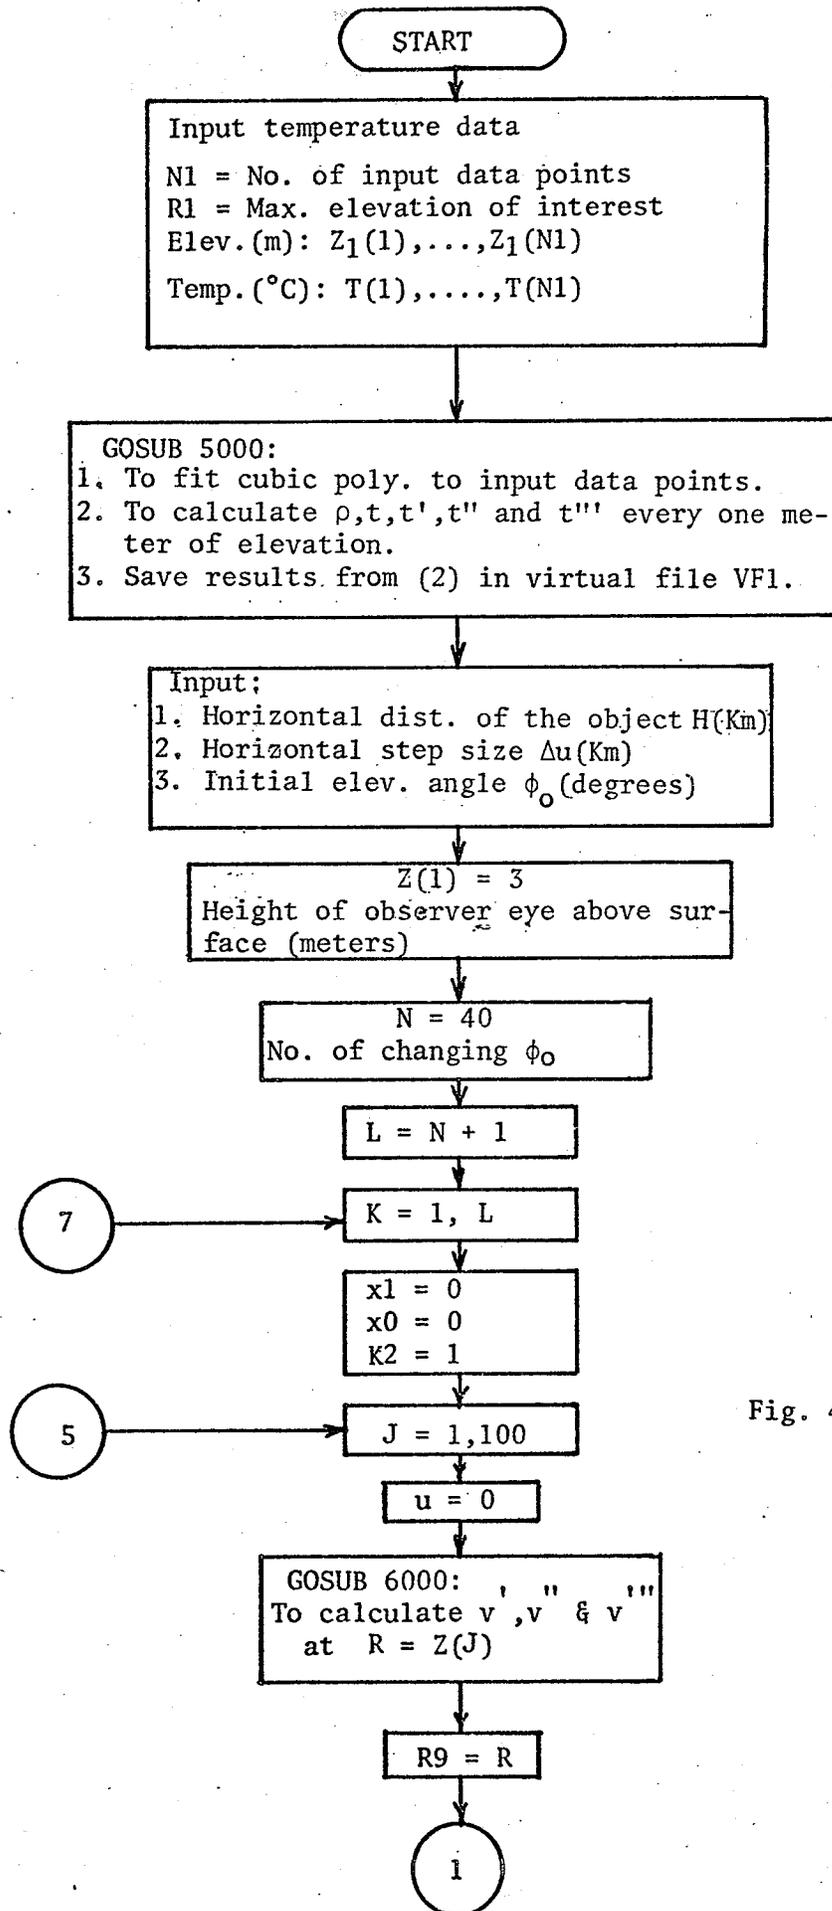 START
Input temperature data
N1 = No. of input data points
R1 = Max. elevation of interest
Elev.(m): Z₁(1),...,Z₁(N1)
Temp.(°C): T(1),....,T(N1)
GOSUB 5000:
1. To fit cubic poly. to input data points.
2. To calculate ρ,t,t',t" and t"' every one me-
ter of elevation.
3. Save results from (2) in virtual file VF1.
Input:
1. Horizontal dist. of the object H(Km)
2. Horizontal step size Δu(Km)
3. Initial elev. angle ϕₒ(degrees)
Z(1) = 3
Height of observer eye above sur-
face (meters)
N = 40
No. of changing ϕₒ
L = N + 1
7
K = 1, L
x1 = 0
x0 = 0
K2 = 1
5
J = 1,100
Fig. 4
u = 0
GOSUB 6000:
To calculate v',v" & v'"
at R = Z(J)
R9 = R
1